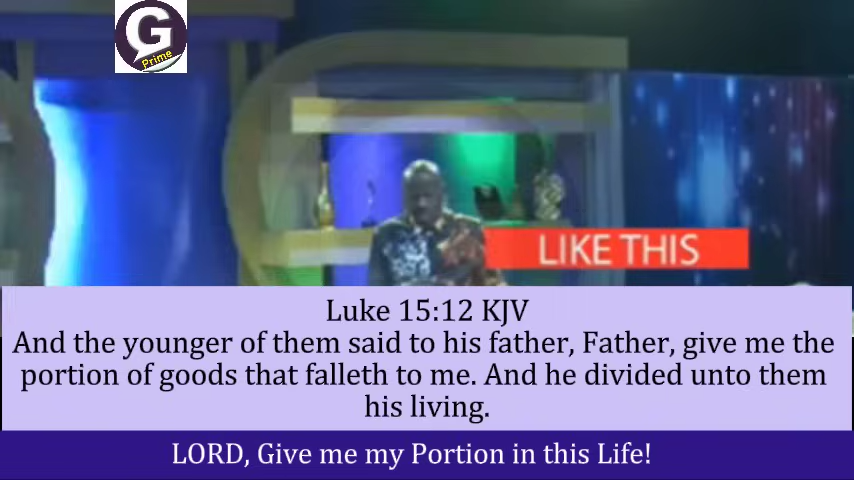 G
Prime
LIKE THIS
Luke 15:12 KJV
And the younger of them said to his father, Father, give me the
portion of goods that falleth to me. And he divided unto them
his living.
LORD, Give me my Portion in this Life!